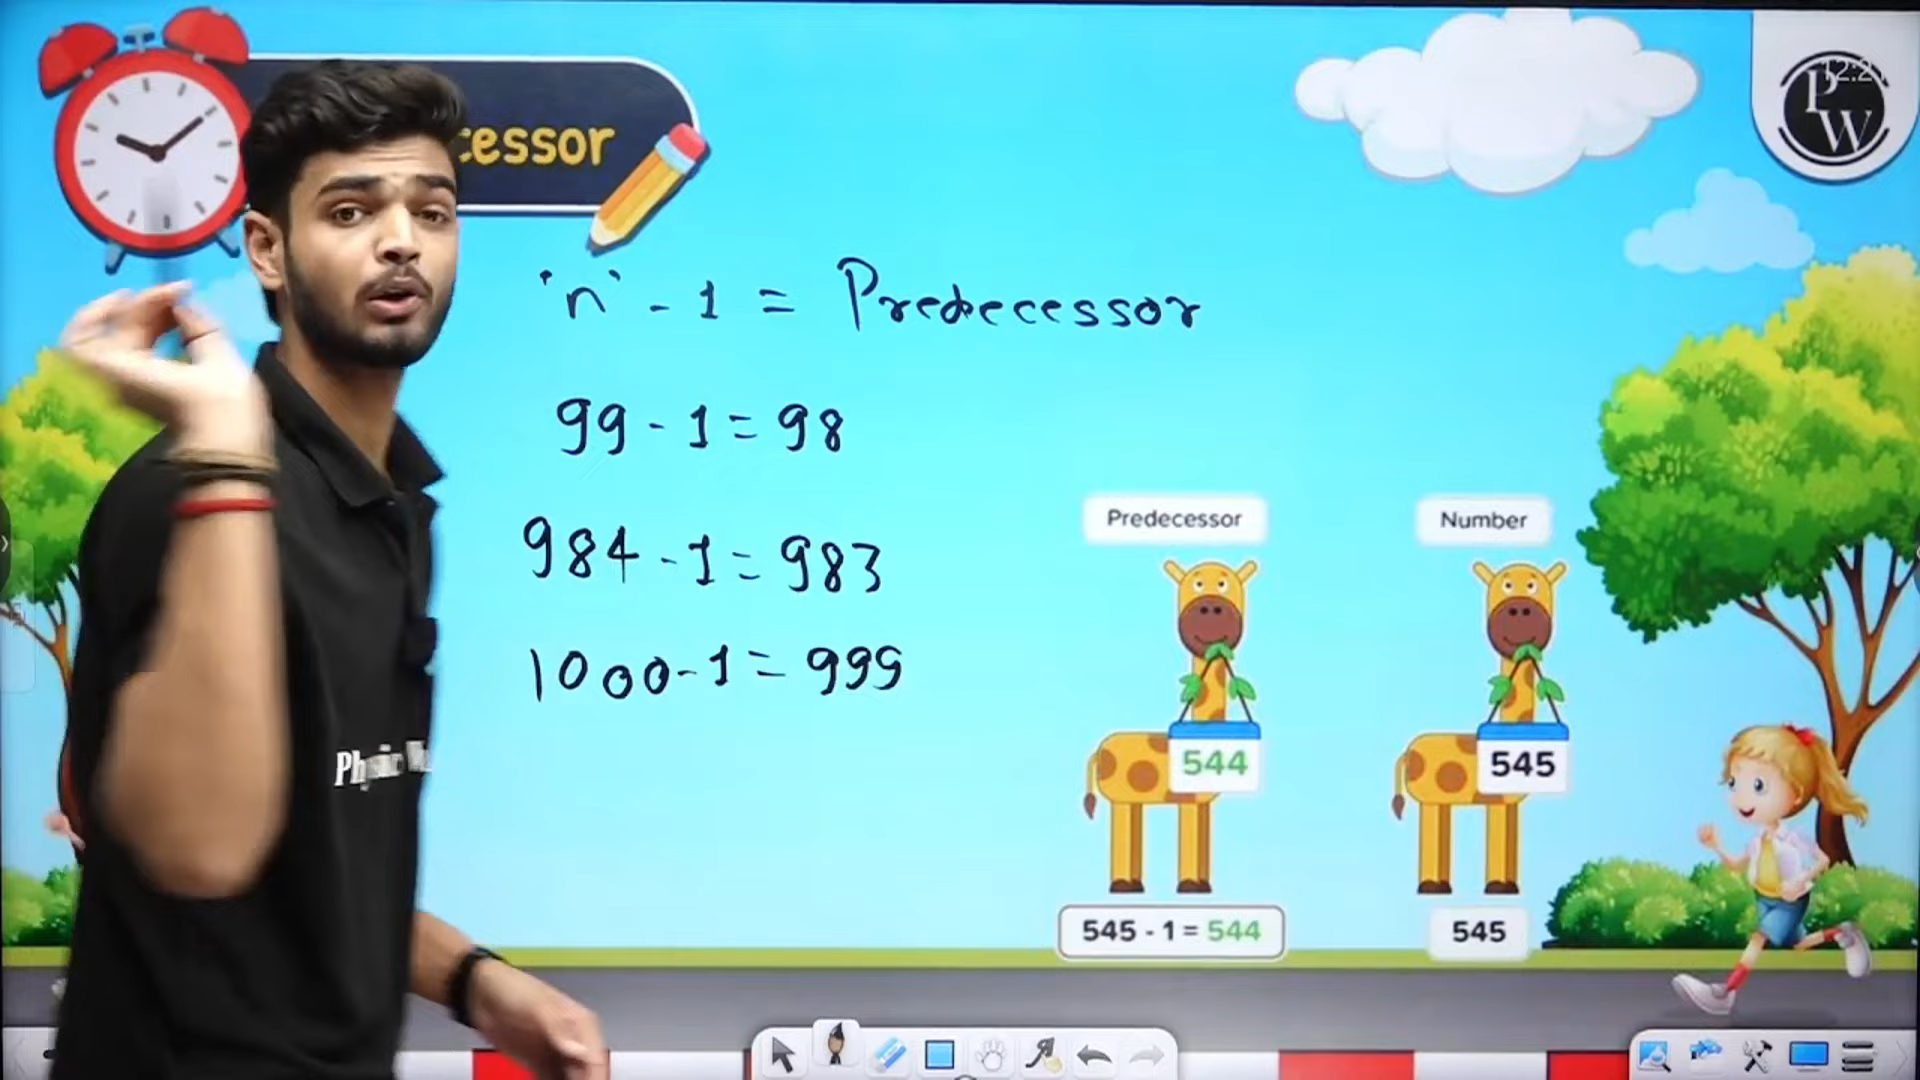 cessor
PW
'n' - 1 = Predecessor
99 - 1 = 98
984 - 1 = 983
1000 - 1 = 999
Predecessor
Number
544
545
545 - 1 = 544
545